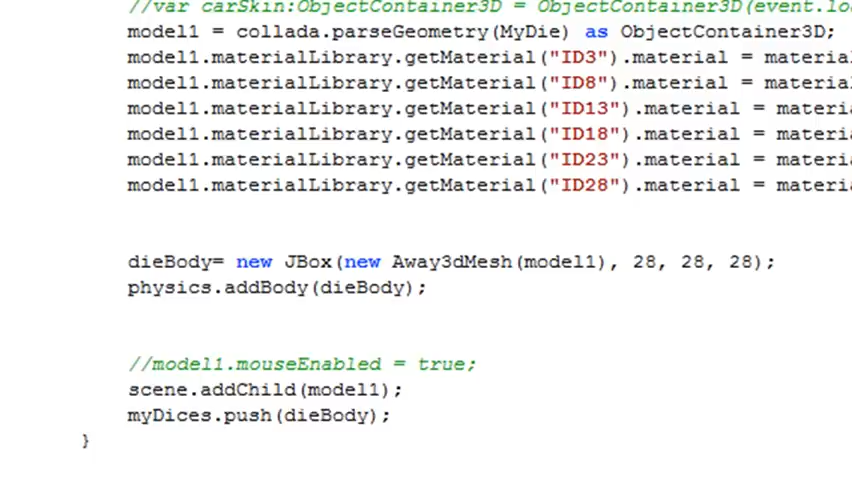 //var carSkin:ObjectContainer3D = ObjectContainer3D(event.loa
model1 = collada.parseGeometry(MyDie) as ObjectContainer3D;
model1.materialLibrary.getMaterial("ID3").material = material
model1.materialLibrary.getMaterial("ID8").material = material
model1.materialLibrary.getMaterial("ID13").material = materi
model1.materialLibrary.getMaterial("ID18").material = materi
model1.materialLibrary.getMaterial("ID23").material = materi
model1.materialLibrary.getMaterial("ID28").material = materi
dieBody= new JBox(new Away3dMesh(model1), 28, 28, 28);
physics.addBody(dieBody);
//model1.mouseEnabled = true;
scene.addChild(model1);
myDices.push(dieBody);
}